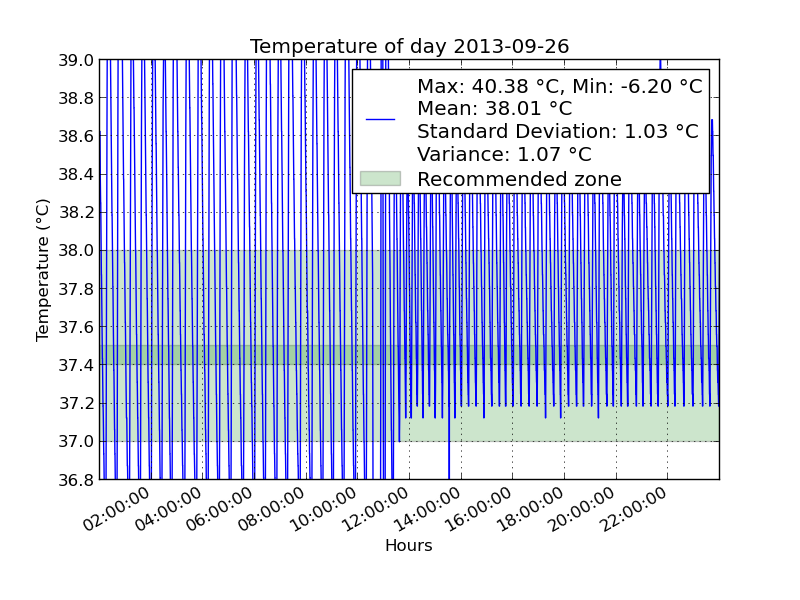 Temperature of day 2013-09-26
39.0
38.8
38.6
38.4
38.2
38.0
37.8
37.6
37.4
37.2
37.0
36.8
Temperature (°C)
Max: 40.38 °C, Min: -6.20 °C
Mean: 38.01 °C
Standard Deviation: 1.03 °C
Variance: 1.07 °C
Recommended zone
02:00:00
04:00:00
06:00:00
08:00:00
10:00:00
12:00:00
14:00:00
16:00:00
18:00:00
20:00:00
22:00:00
Hours